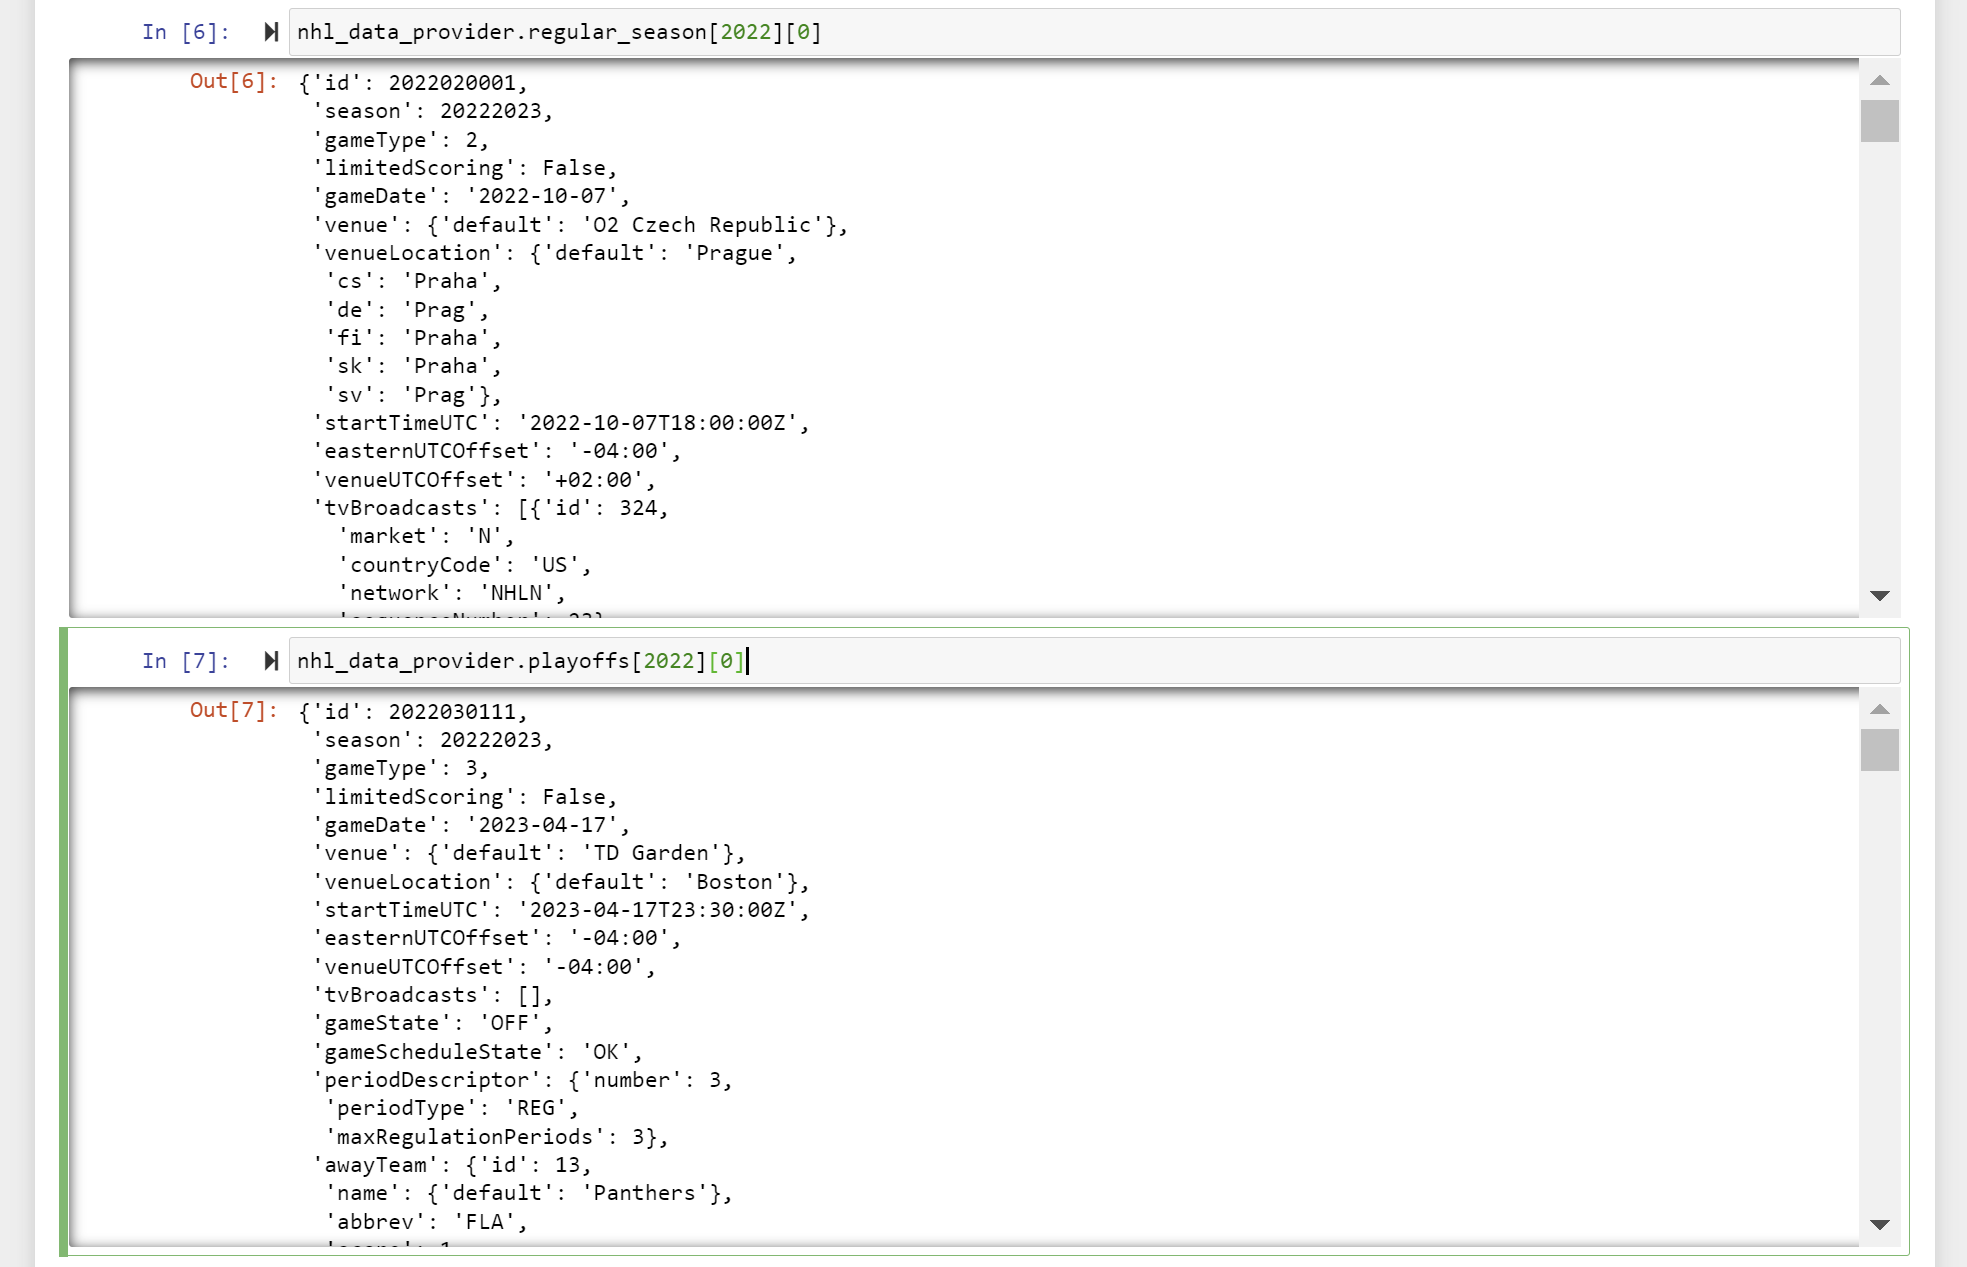 In [6]: nhl_data_provider.regular_season[2022][0]
Out[6]: {'id': 2022020001,
'season': 20222023,
'gameType': 2,
'limitedScoring': False,
'gameDate': '2022-10-07',
'venue': {'default': 'O2 Czech Republic'},
'venueLocation': {'default': 'Prague',
'cs': 'Praha',
'de': 'Prag',
'fi': 'Praha',
'sk': 'Praha',
'sv': 'Prag'},
'startTimeUTC': '2022-10-07T18:00:00Z',
'easternUTCOffset': '-04:00',
'venueUTCOffset': '+02:00',
'tvBroadcasts': [{'id': 324,
'market': 'N',
'countryCode': 'US',
'network': 'NHLN',
In [7]: nhl_data_provider.playoffs[2022][0]
Out[7]: {'id': 2022030111,
'season': 20222023,
'gameType': 3,
'limitedScoring': False,
'gameDate': '2023-04-17',
'venue': {'default': 'TD Garden'},
'venueLocation': {'default': 'Boston'},
'startTimeUTC': '2023-04-17T23:30:00Z',
'easternUTCOffset': '-04:00',
'venueUTCOffset': '-04:00',
'tvBroadcasts': [],
'gameState': 'OFF',
'gameScheduleState': 'OK',
'periodDescriptor': {'number': 3,
'periodType': 'REG',
'maxRegulationPeriods': 3},
'awayTeam': {'id': 13,
'name': {'default': 'Panthers'},
'abbrev': 'FLA',